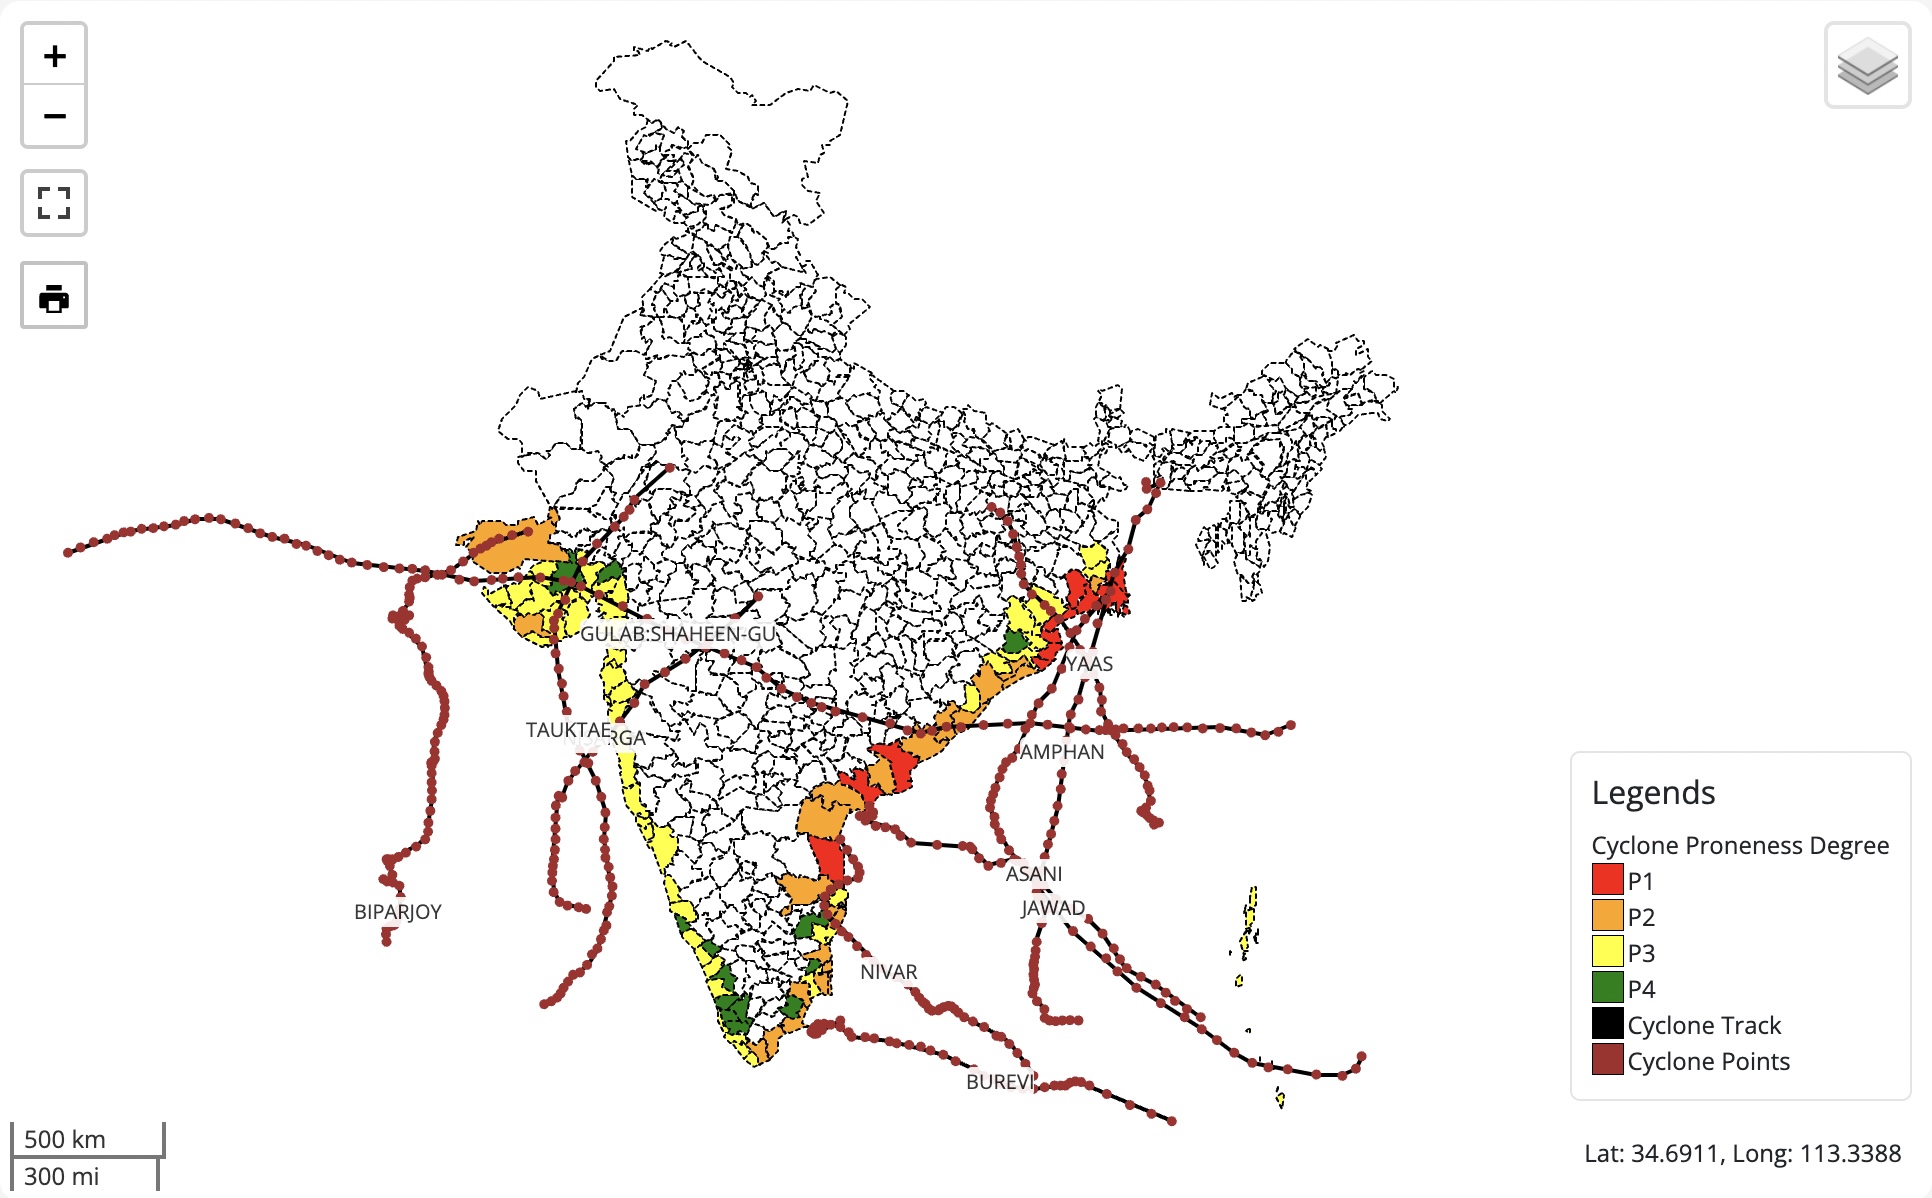 +
−
GULAB:SHAHEEN-GU
YAAS
TAUKTAE
RGA
AMPHAN
ASANI
JAWAD
BIPARJOY
NIVAR
BUREVI
Legends
Cyclone Proneness Degree
P1
P2
P3
P4
Cyclone Track
Cyclone Points
500 km
300 mi
Lat: 34.6911, Long: 113.3388